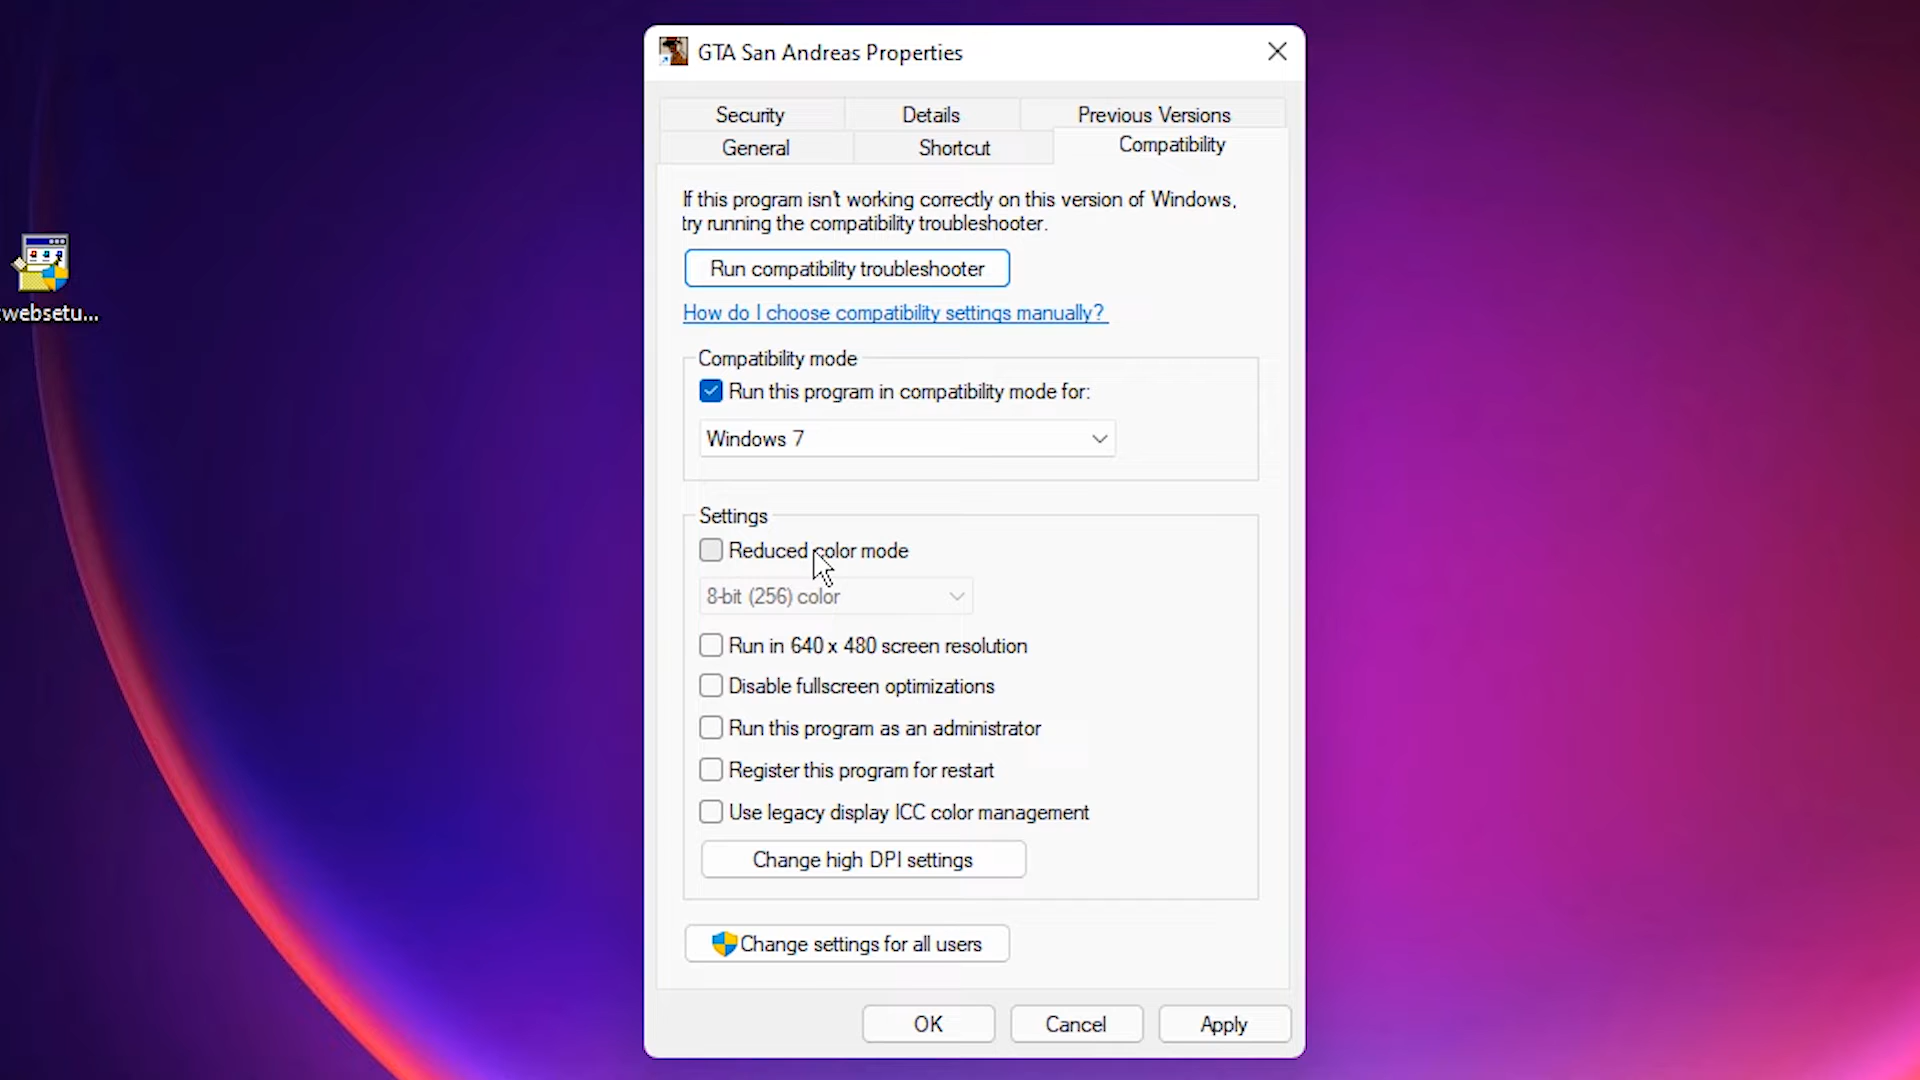 GTA San Andreas Properties
Security Details Previous Versions
General Shortcut Compatibility
If this program isn't working correctly on this version of Windows,
try running the compatibility troubleshooter.
Run compatibility troubleshooter
How do I choose compatibility settings manually?
Compatibility mode
Run this program in compatibility mode for:
Windows 7
Settings
Reduced color mode
8-bit (256) color
Run in 640 x 480 screen resolution
Disable fullscreen optimizations
Run this program as an administrator
Register this program for restart
Use legacy display ICC color management
Change high DPI settings
Change settings for all users
OK Cancel Apply
websetu...